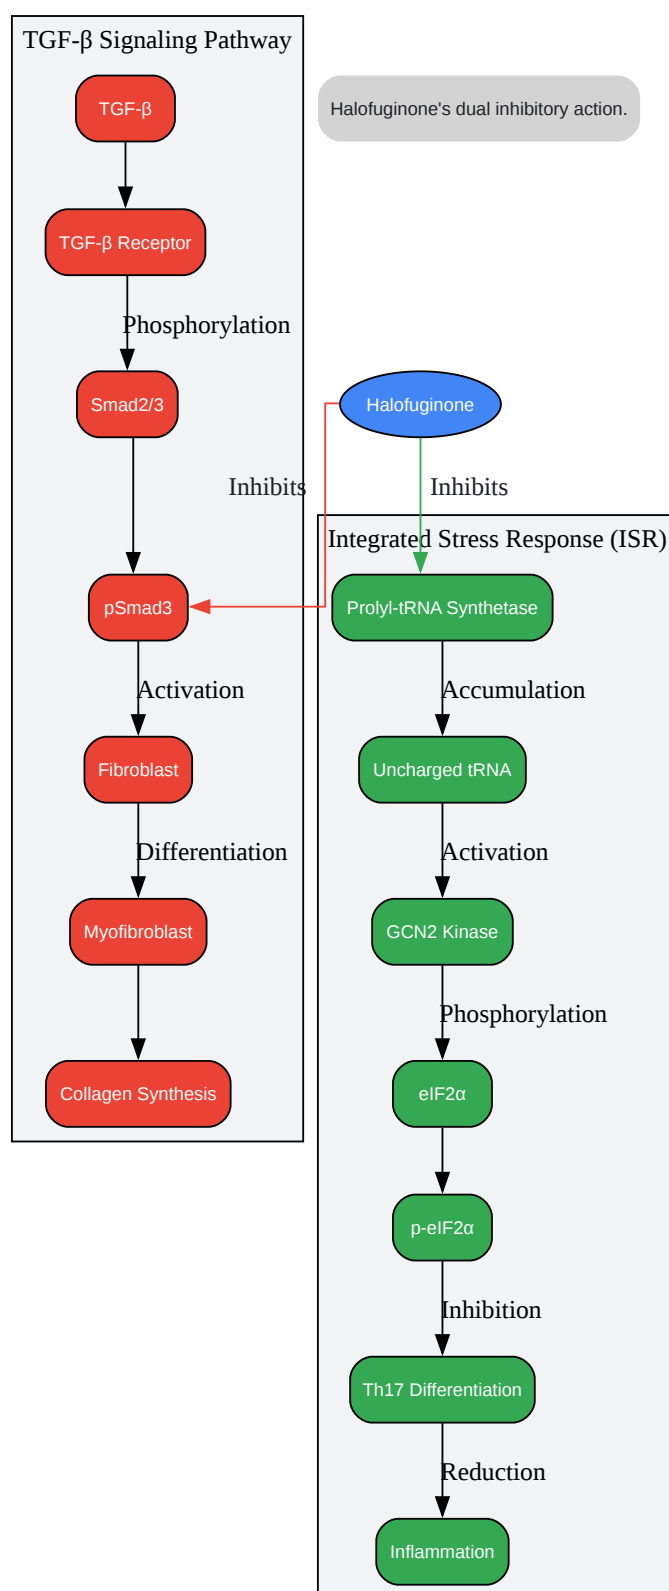 TGF-β Signaling Pathway
TGF-β
Halofuginone's dual inhibitory action.
TGF-β Receptor
Phosphorylation
Smad2/3
Halofuginone
Inhibits
Inhibits
Integrated Stress Response (ISR)
pSmad3
Prolyl-tRNA Synthetase
Activation
Accumulation
Fibroblast
Uncharged tRNA
Differentiation
Activation
Myofibroblast
GCN2 Kinase
Phosphorylation
Collagen Synthesis
eIF2α
p-eIF2α
Inhibition
Th17 Differentiation
Reduction
Inflammation